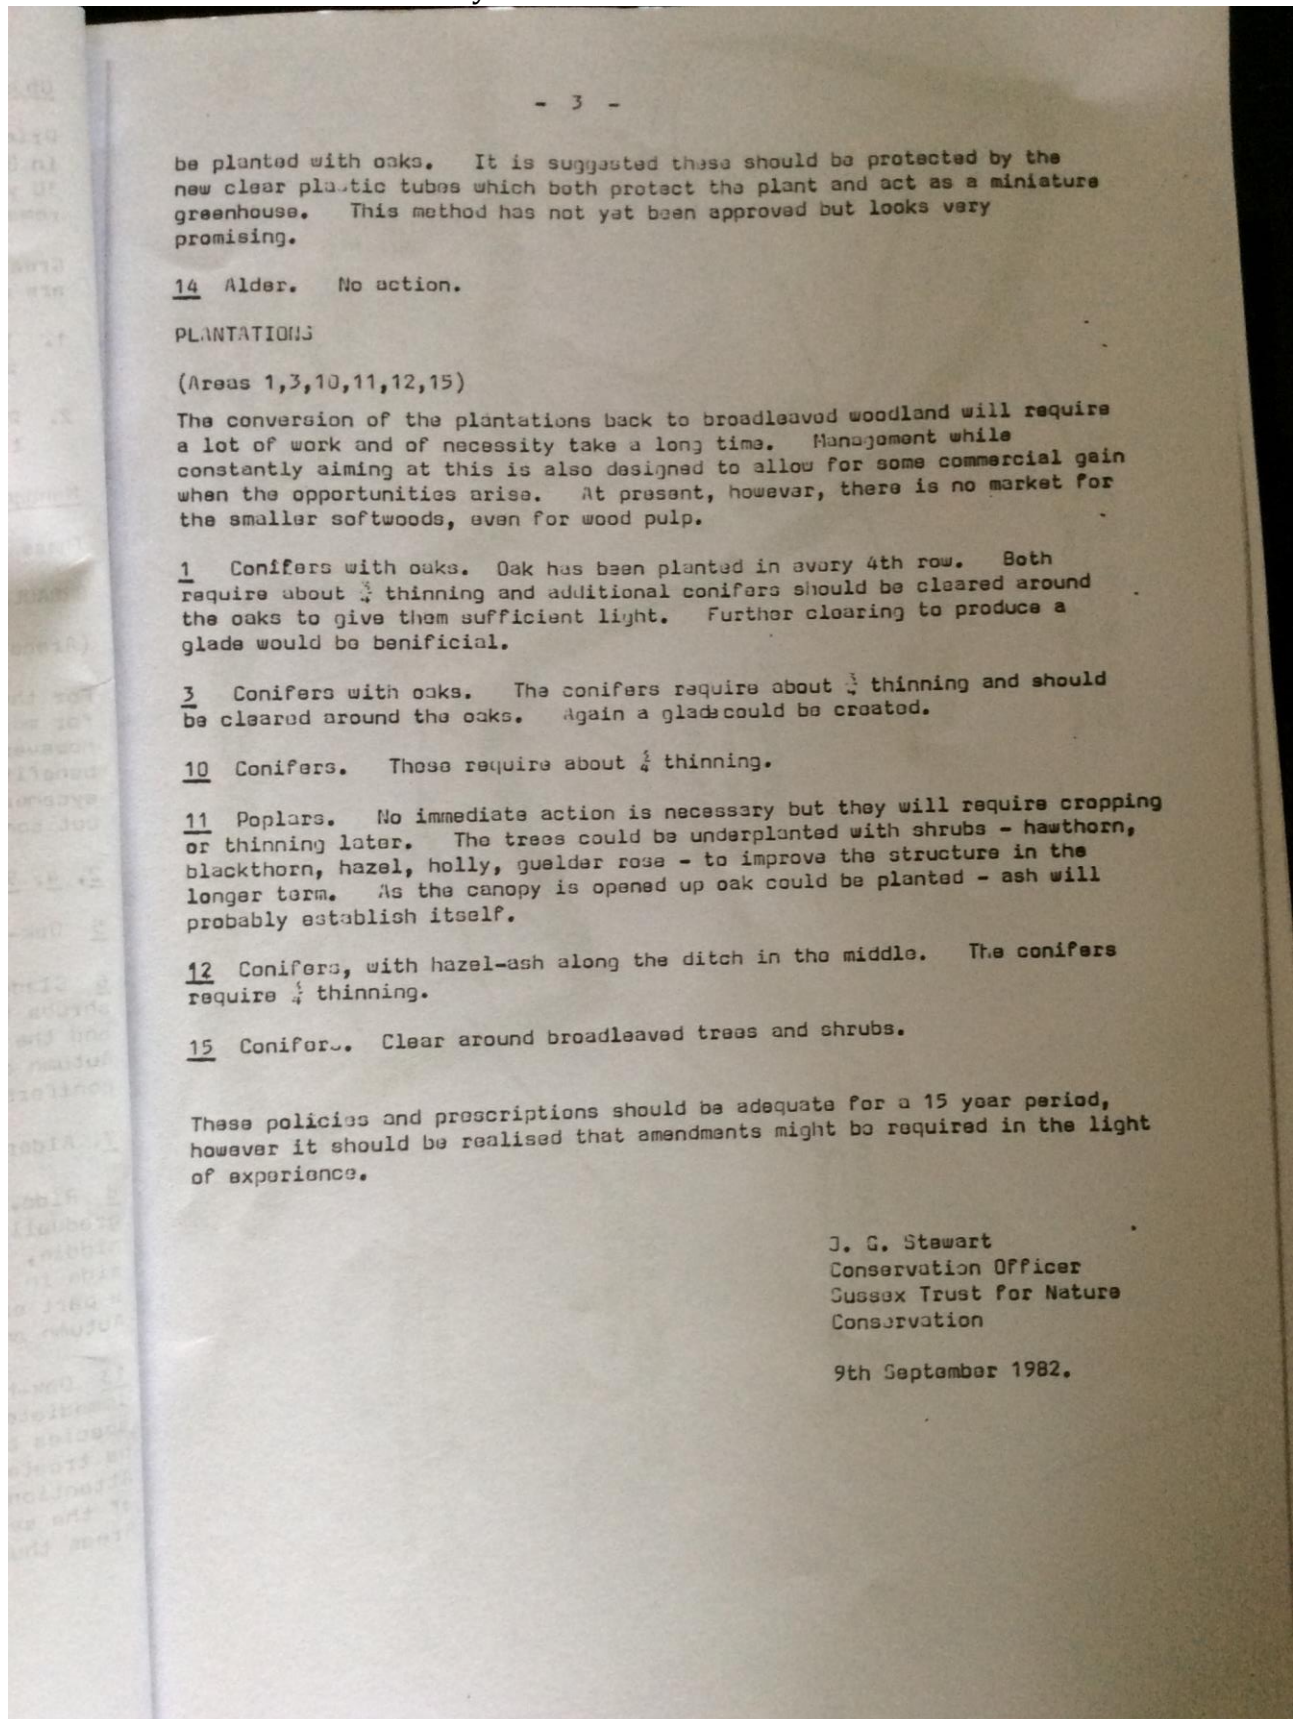 - 3 -
be planted with oaks. It is suggested these should be protected by the
new clear plastic tubes which both protect the plant and act as a miniature
greenhouse. This method has not yet been approved but looks very
promising.
14 Alder. No action.
PLANTATIONS
(Areas 1,3,10,11,12,15)
The conversion of the plantations back to broadleaved woodland will require
a lot of work and of necessity take a long time. Management while
constantly aiming at this is also designed to allow for some commercial gain
when the opportunities arise. At present, however, there is no market for
the smaller softwoods, even for wood pulp.
1 Conifers with oaks. Oak has been planted in every 4th row. Both
require about thinning and additional conifers should be cleared around
the oaks to give them sufficient light. Further clearing to produce a
glade would be benificial.
3 Conifers with oaks. The conifers require about thinning and should
be cleared around the oaks. Again a glade could be created.
10 Conifers. These require about thinning.
11 Poplars. No immediate action is necessary but they will require cropping
or thinning later. The trees could be underplanted with shrubs - hawthorn,
blackthorn, hazel, holly, guelder rose - to improve the structure in the
longer term. As the canopy is opened up oak could be planted - ash will
probably establish itself.
12 Conifers, with hazel-ash along the ditch in the middle. The conifers
require thinning.
15 Conifers. Clear around broadleaved trees and shrubs.
These policies and prescriptions should be adequate for a 15 year period,
however it should be realised that amendments might be required in the light
of experience.
J. G. Stewart
Conservation Officer
Sussex Trust for Nature
Conservation
9th September 1982.